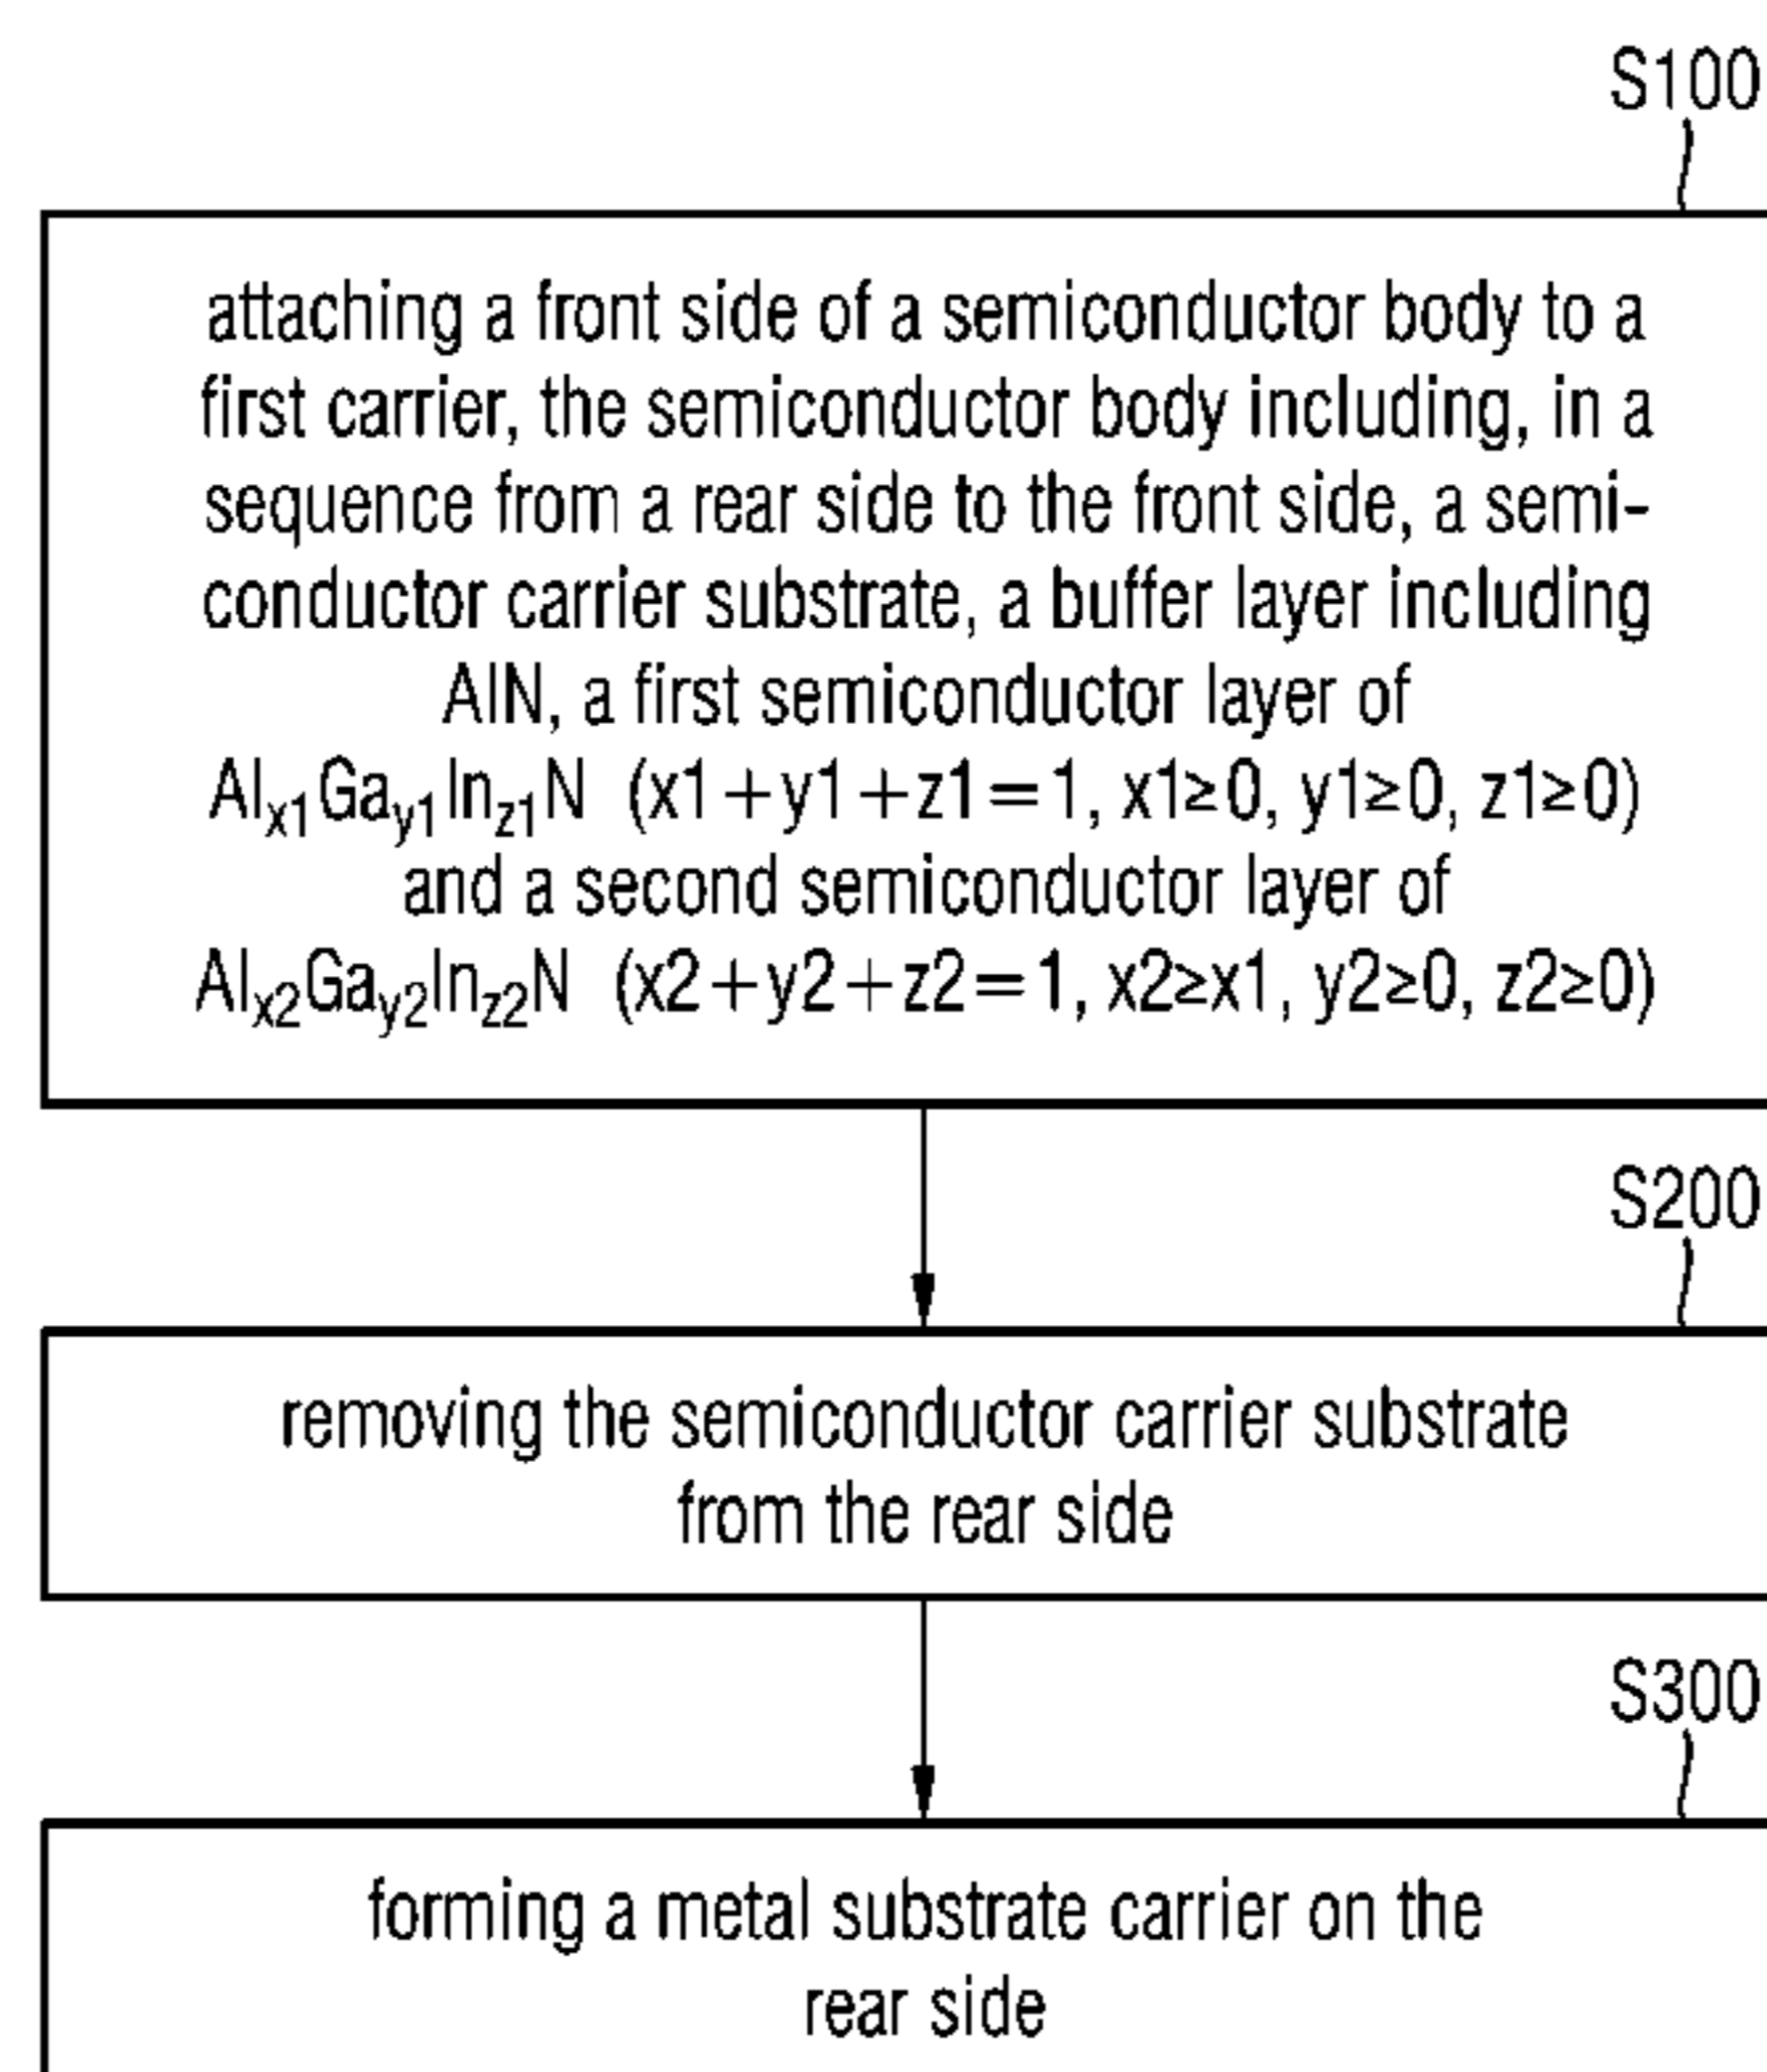 S100
attaching a front side of a semiconductor body to a
first carrier, the semiconductor body including, in a
sequence from a rear side to the front side, a semi-
conductor carrier substrate, a buffer layer including
AlN, a first semiconductor layer of
Alx1Gay1Inz1N (x1+y1+z1=1, x1≥0, y1≥0, z1≥0)
and a second semiconductor layer of
Alx2Gay2Inz2N (x2+y2+z2=1, x2≥x1, y2≥0, z2≥0)
S200
removing the semiconductor carrier substrate
from the rear side
S300
forming a metal substrate carrier on the
rear side